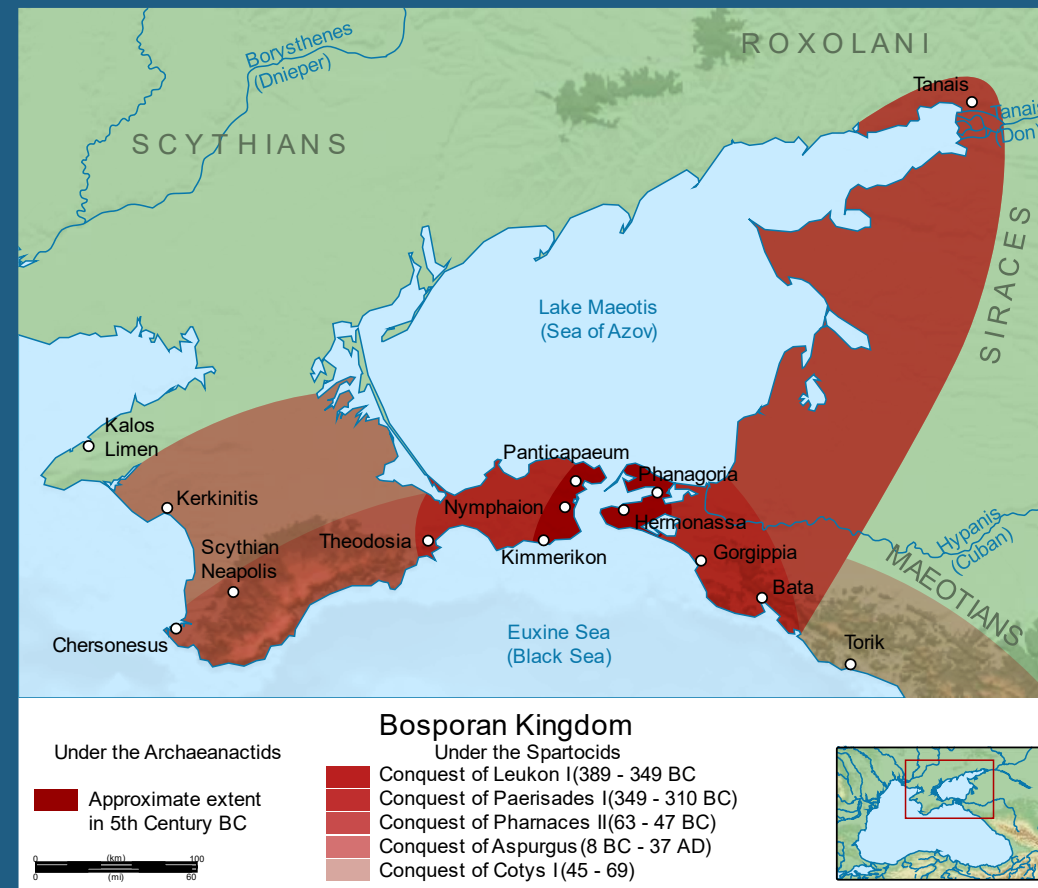 Borysthenes
(Dnieper)
ROXOLANI
SCYTHIANS
Tanais
Tanais
(Don
SIRACES
Lake Maeotis
(Sea of Azov)
Kalos
Limen
Panticapaeum
Phanagoria
Kerkinitis
Nymphaion
Hermonassa
Theodosia
Kimmerikon
Scythian
Neapolis
Gorgippia
Hypanis
(Cuban)
MAEOTIANS
Bata
Chersonesus
Euxine Sea
(Black Sea)
Torik
Bosporan Kingdom
Under the Archaeanactids
Approximate extent
in 5th Century BC
0 (km) 100
0 (mi) 60
Under the Spartocids
Conquest of Leukon I(389 - 349 BC
Conquest of Paerisades I(349 - 310 BC)
Conquest of Pharnaces II(63 - 47 BC)
Conquest of Aspurgus(8 BC - 37 AD)
Conquest of Cotys I(45 - 69)